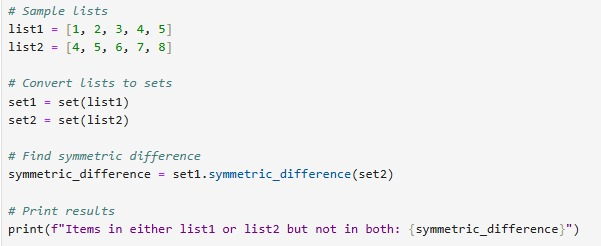 # Sample lists
list1 = [1, 2, 3, 4, 5]
list2 = [4, 5, 6, 7, 8]
# Convert lists to sets
set1 = set(list1)
set2 = set(list2)
# Find symmetric difference
symmetric_difference = set1.symmetric_difference(set2)
# Print results
print(f"Items in either list1 or list2 but not in both: {symmetric_difference}")